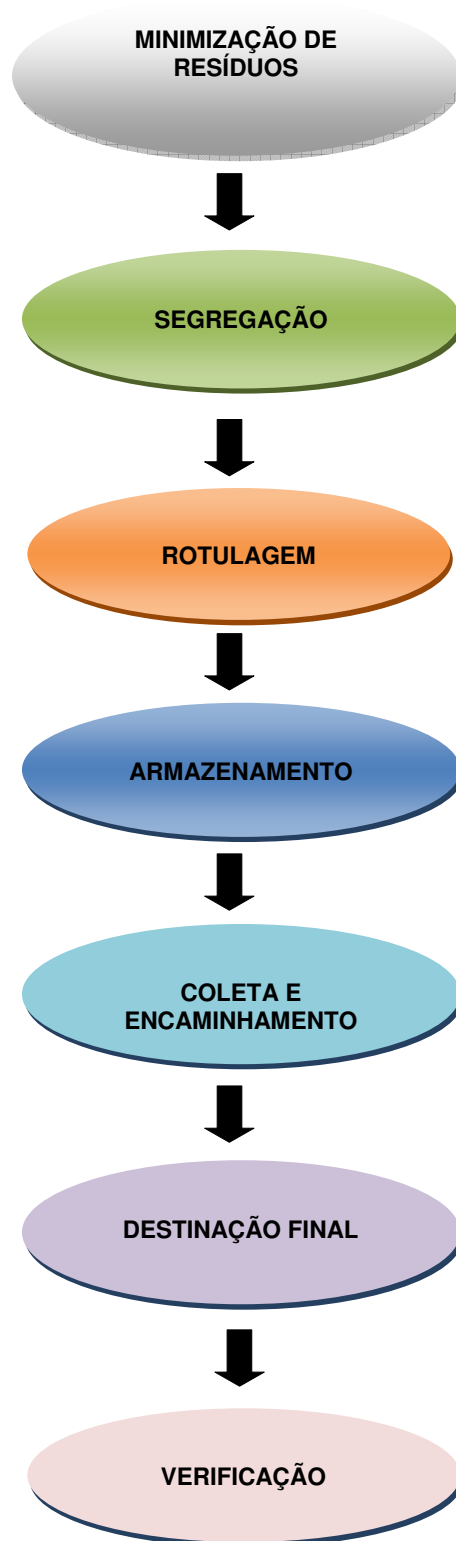 MINIMIZAÇÃO DE
RESÍDUOS
SEGREGAÇÃO
ROTULAGEM
ARMAZENAMENTO
COLETA E
ENCAMINHAMENTO
DESTINAÇÃO FINAL
VERIFICAÇÃO